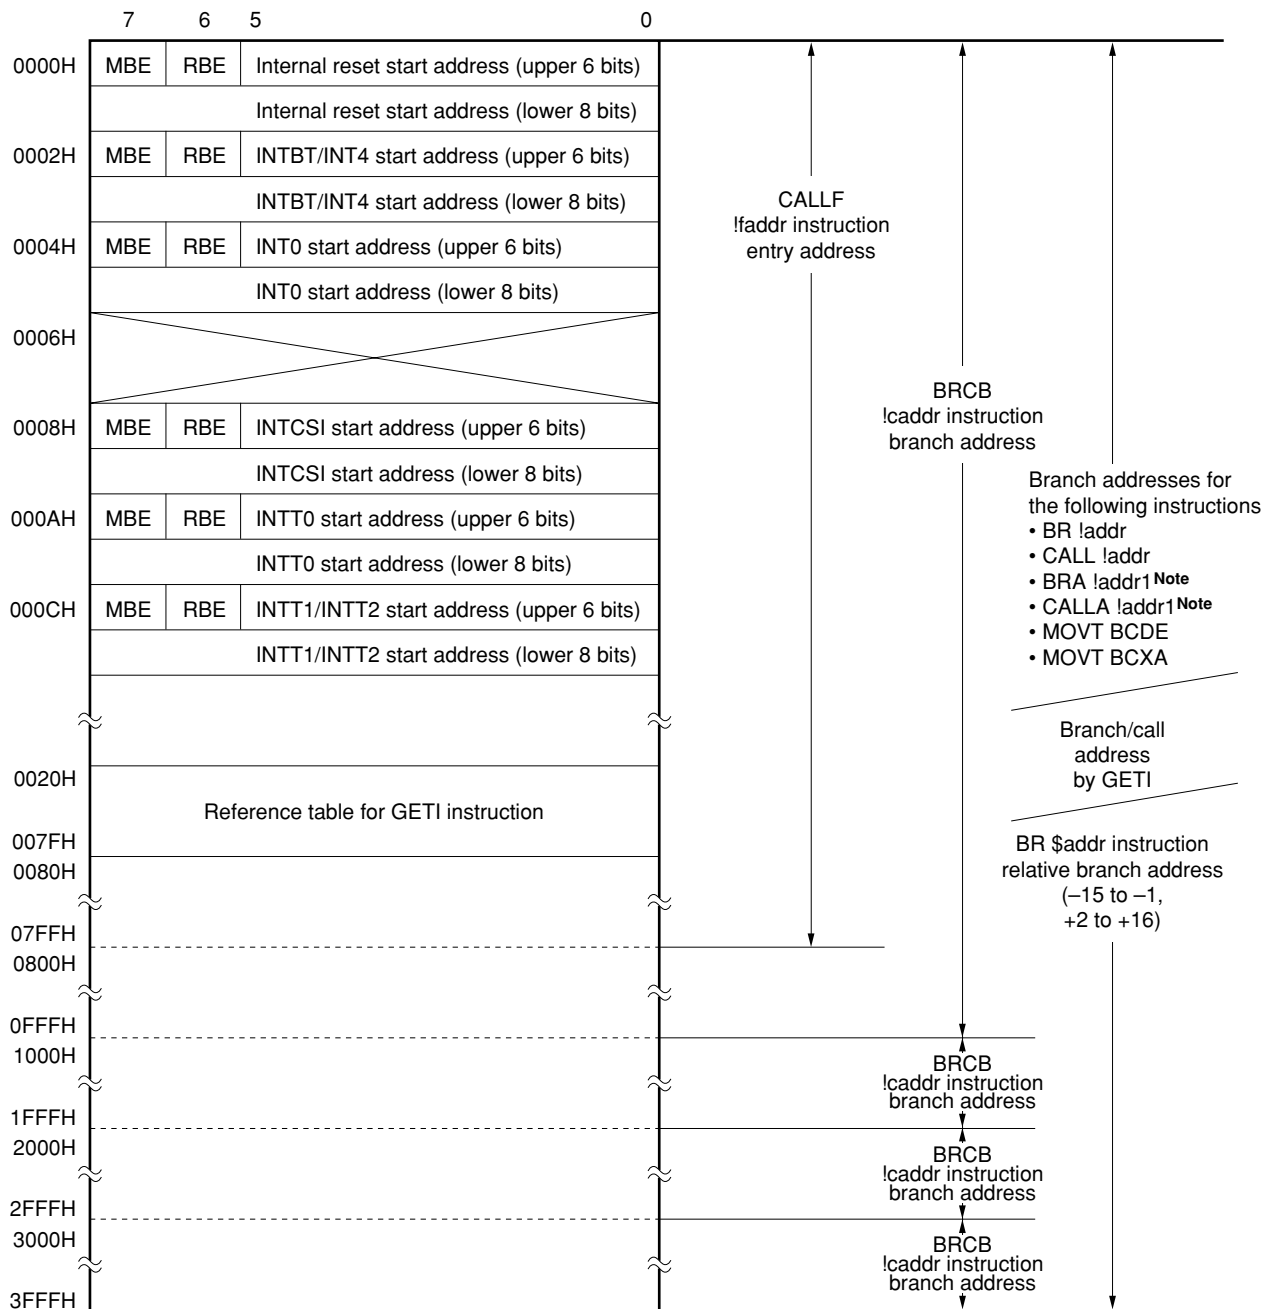 7 6 5 0
0000H MBE RBE Internal reset start address (upper 6 bits)
Internal reset start address (lower 8 bits)
0002H MBE RBE INTBT/INT4 start address (upper 6 bits)
INTBT/INT4 start address (lower 8 bits)
0004H MBE RBE INT0 start address (upper 6 bits)
INT0 start address (lower 8 bits)
0006H
0008H MBE RBE INTCSI start address (upper 6 bits)
INTCSI start address (lower 8 bits)
000AH MBE RBE INTT0 start address (upper 6 bits)
INTT0 start address (lower 8 bits)
000CH MBE RBE INTT1/INTT2 start address (upper 6 bits)
INTT1/INTT2 start address (lower 8 bits)
0020H
Reference table for GETI instruction
007FH
0080H
07FFH
0800H
0FFFH
1000H
1FFFH
2000H
2FFFH
3000H
3FFFH
CALLF
!faddr instruction
entry address
BRCB
!caddr instruction
branch address
BRCB
!caddr instruction
branch address
BRCB
!caddr instruction
branch address
BRCB
!caddr instruction
branch address
Branch addresses for
the following instructions
• BR !addr
• CALL !addr
• BRA !addr1Note
• CALLA !addr1Note
• MOVT BCDE
• MOVT BCXA
Branch/call
address
by GETI
BR $addr instruction
relative branch address
(–15 to –1,
+2 to +16)